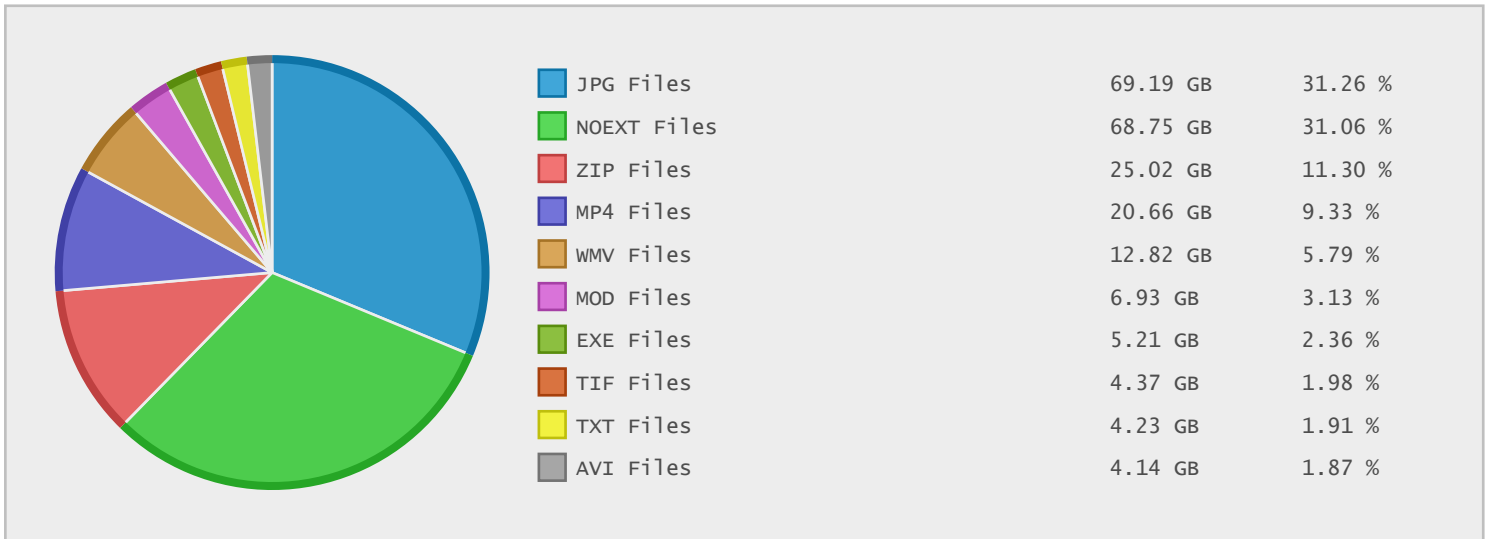 JPG Files 69.19 GB 31.26 %
NOEXT Files 68.75 GB 31.06 %
ZIP Files 25.02 GB 11.30 %
MP4 Files 20.66 GB 9.33 %
WMV Files 12.82 GB 5.79 %
MOD Files 6.93 GB 3.13 %
EXE Files 5.21 GB 2.36 %
TIF Files 4.37 GB 1.98 %
TXT Files 4.23 GB 1.91 %
AVI Files 4.14 GB 1.87 %